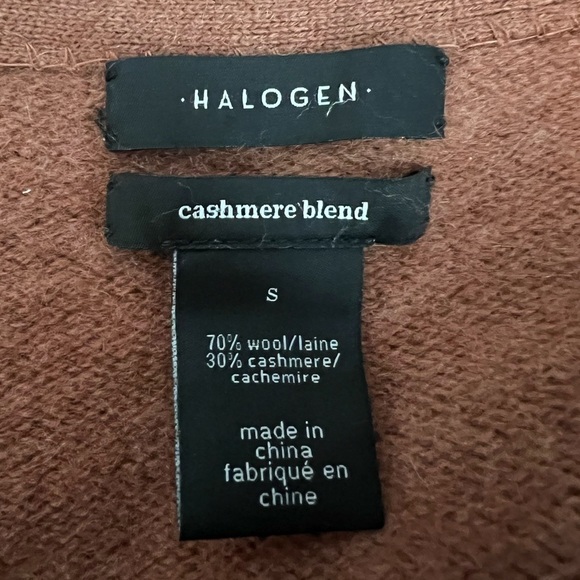 · HALOGEN ·
cashmere blend
S
70% wool/laine
30% cashmere/
cachemire
made in
china
fabriqué en
chine